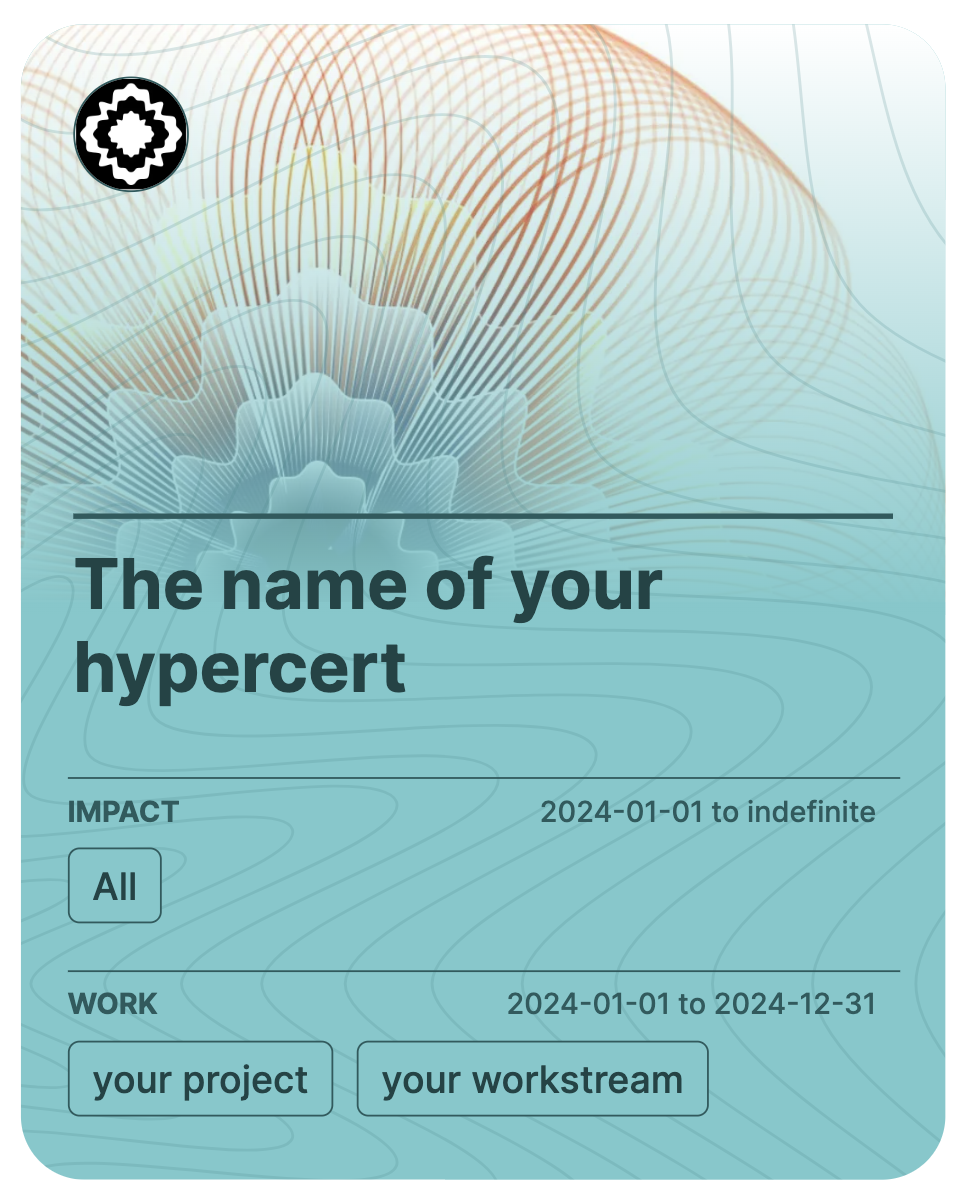 The name of your
hypercert
IMPACT 2024-01-01 to indefinite
All
WORK 2024-01-01 to 2024-12-31
your project your workstream